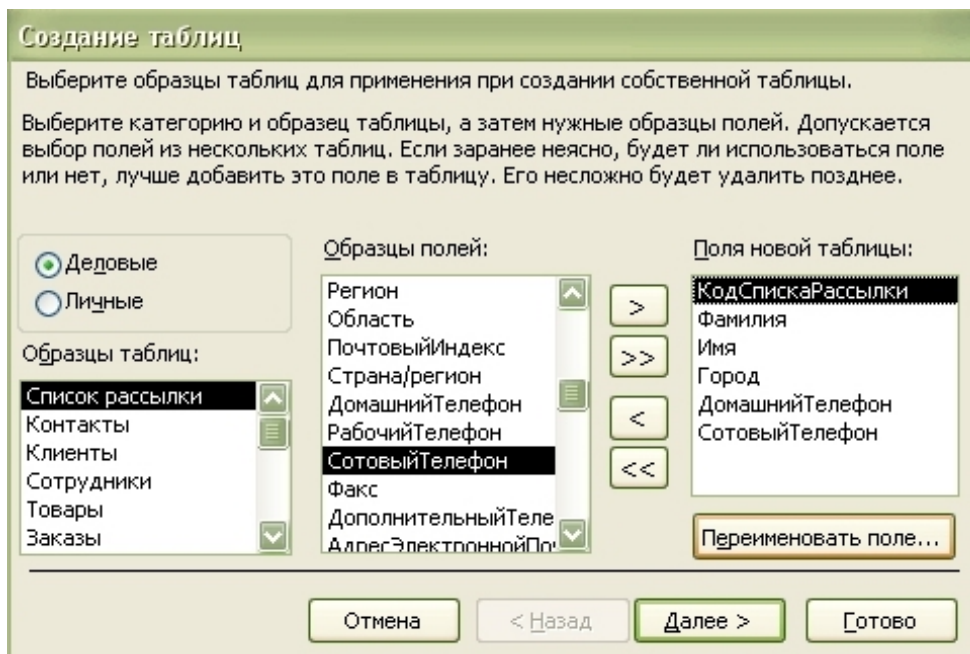 Создание таблиц
Выберите образцы таблиц для применения при создании собственной таблицы.
Выберите категорию и образец таблицы, а затем нужные образцы полей. Допускается
выбор полей из нескольких таблиц. Если заранее неясно, будет ли использоваться поле
или нет, лучше добавить это поле в таблицу. Его несложно будет удалить позднее.
Деловые
Личные
Образцы таблиц:
Список рассылки
Контакты
Клиенты
Сотрудники
Товары
Заказы
Образцы полей:
Регион
Область
ПочтовыйИндекс
Страна/регион
ДомашнийТелефон
РабочийТелефон
СотовыйТелефон
Факс
ДополнительныйТеле
АдресЭлектроннойПо
>
>>
<
<<
Поля новой таблицы:
КодСпискаРассылки
Фамилия
Имя
Город
ДомашнийТелефон
СотовыйТелефон
Переименовать поле...
Отмена
< Назад
Далее >
Готово